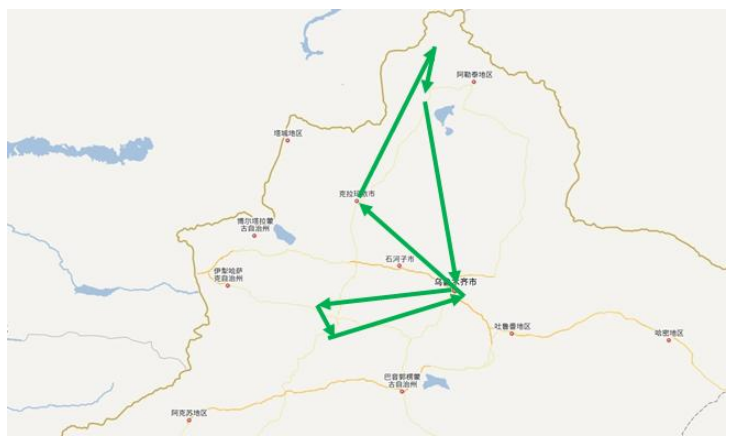 阿勒泰地区
塔城地区
克拉玛依市
博尔塔拉蒙
古自治州
石河子市
伊犁哈萨
克自治州
乌鲁木齐市
吐鲁番地区
哈密地区
巴音郭楞蒙
古自治州
阿克苏地区